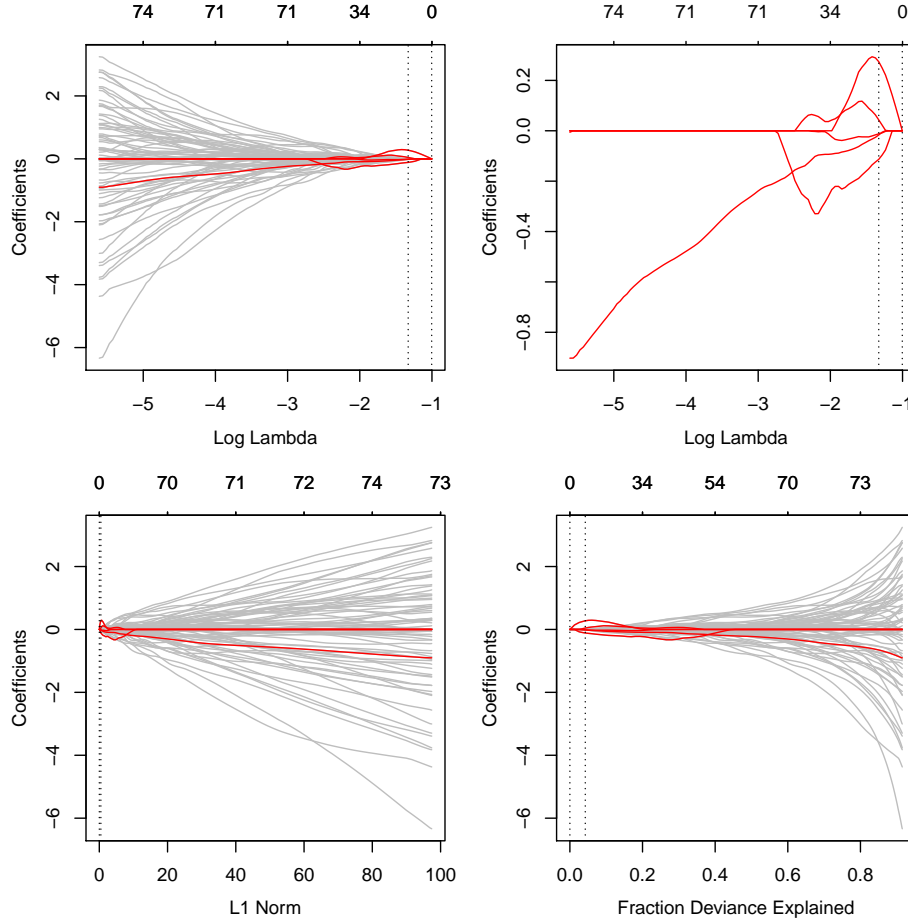 74 71 71 34 0
74 71 71 34 0
Coefficients
2
0
−2
−4
−6
−5 −4 −3 −2 −1
Log Lambda
Coefficients
0.2
0.0
−0.4
−0.8
−5 −4 −3 −2 −1
Log Lambda
0 70 71 72 74 73
0 34 54 70 73
Coefficients
2
0
−2
−4
−6
0 20 40 60 80 100
L1 Norm
Coefficients
2
0
−2
−4
−6
0.0 0.2 0.4 0.6 0.8
Fraction Deviance Explained